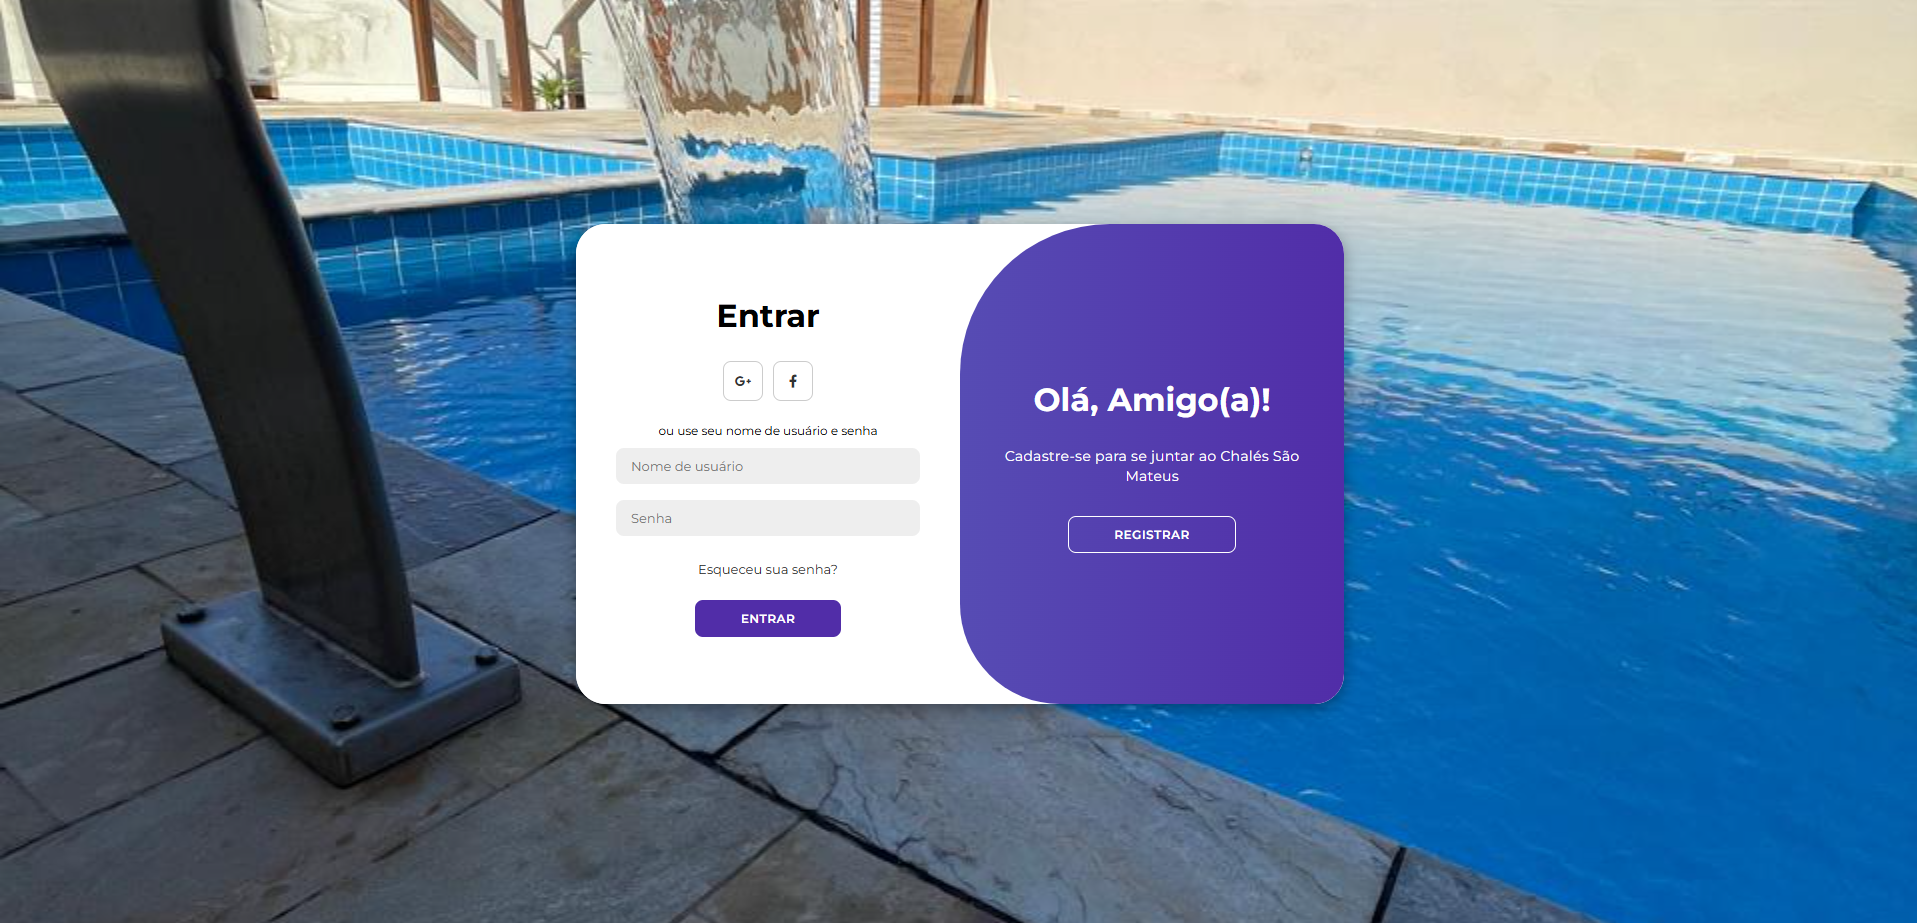 Entrar
G+ f
ou use seu nome de usuário e senha
Nome de usuário
Senha
Esqueceu sua senha?
ENTRAR
Olá, Amigo(a)!
Cadastre-se para se juntar ao Chalés São
Mateus
REGISTRAR